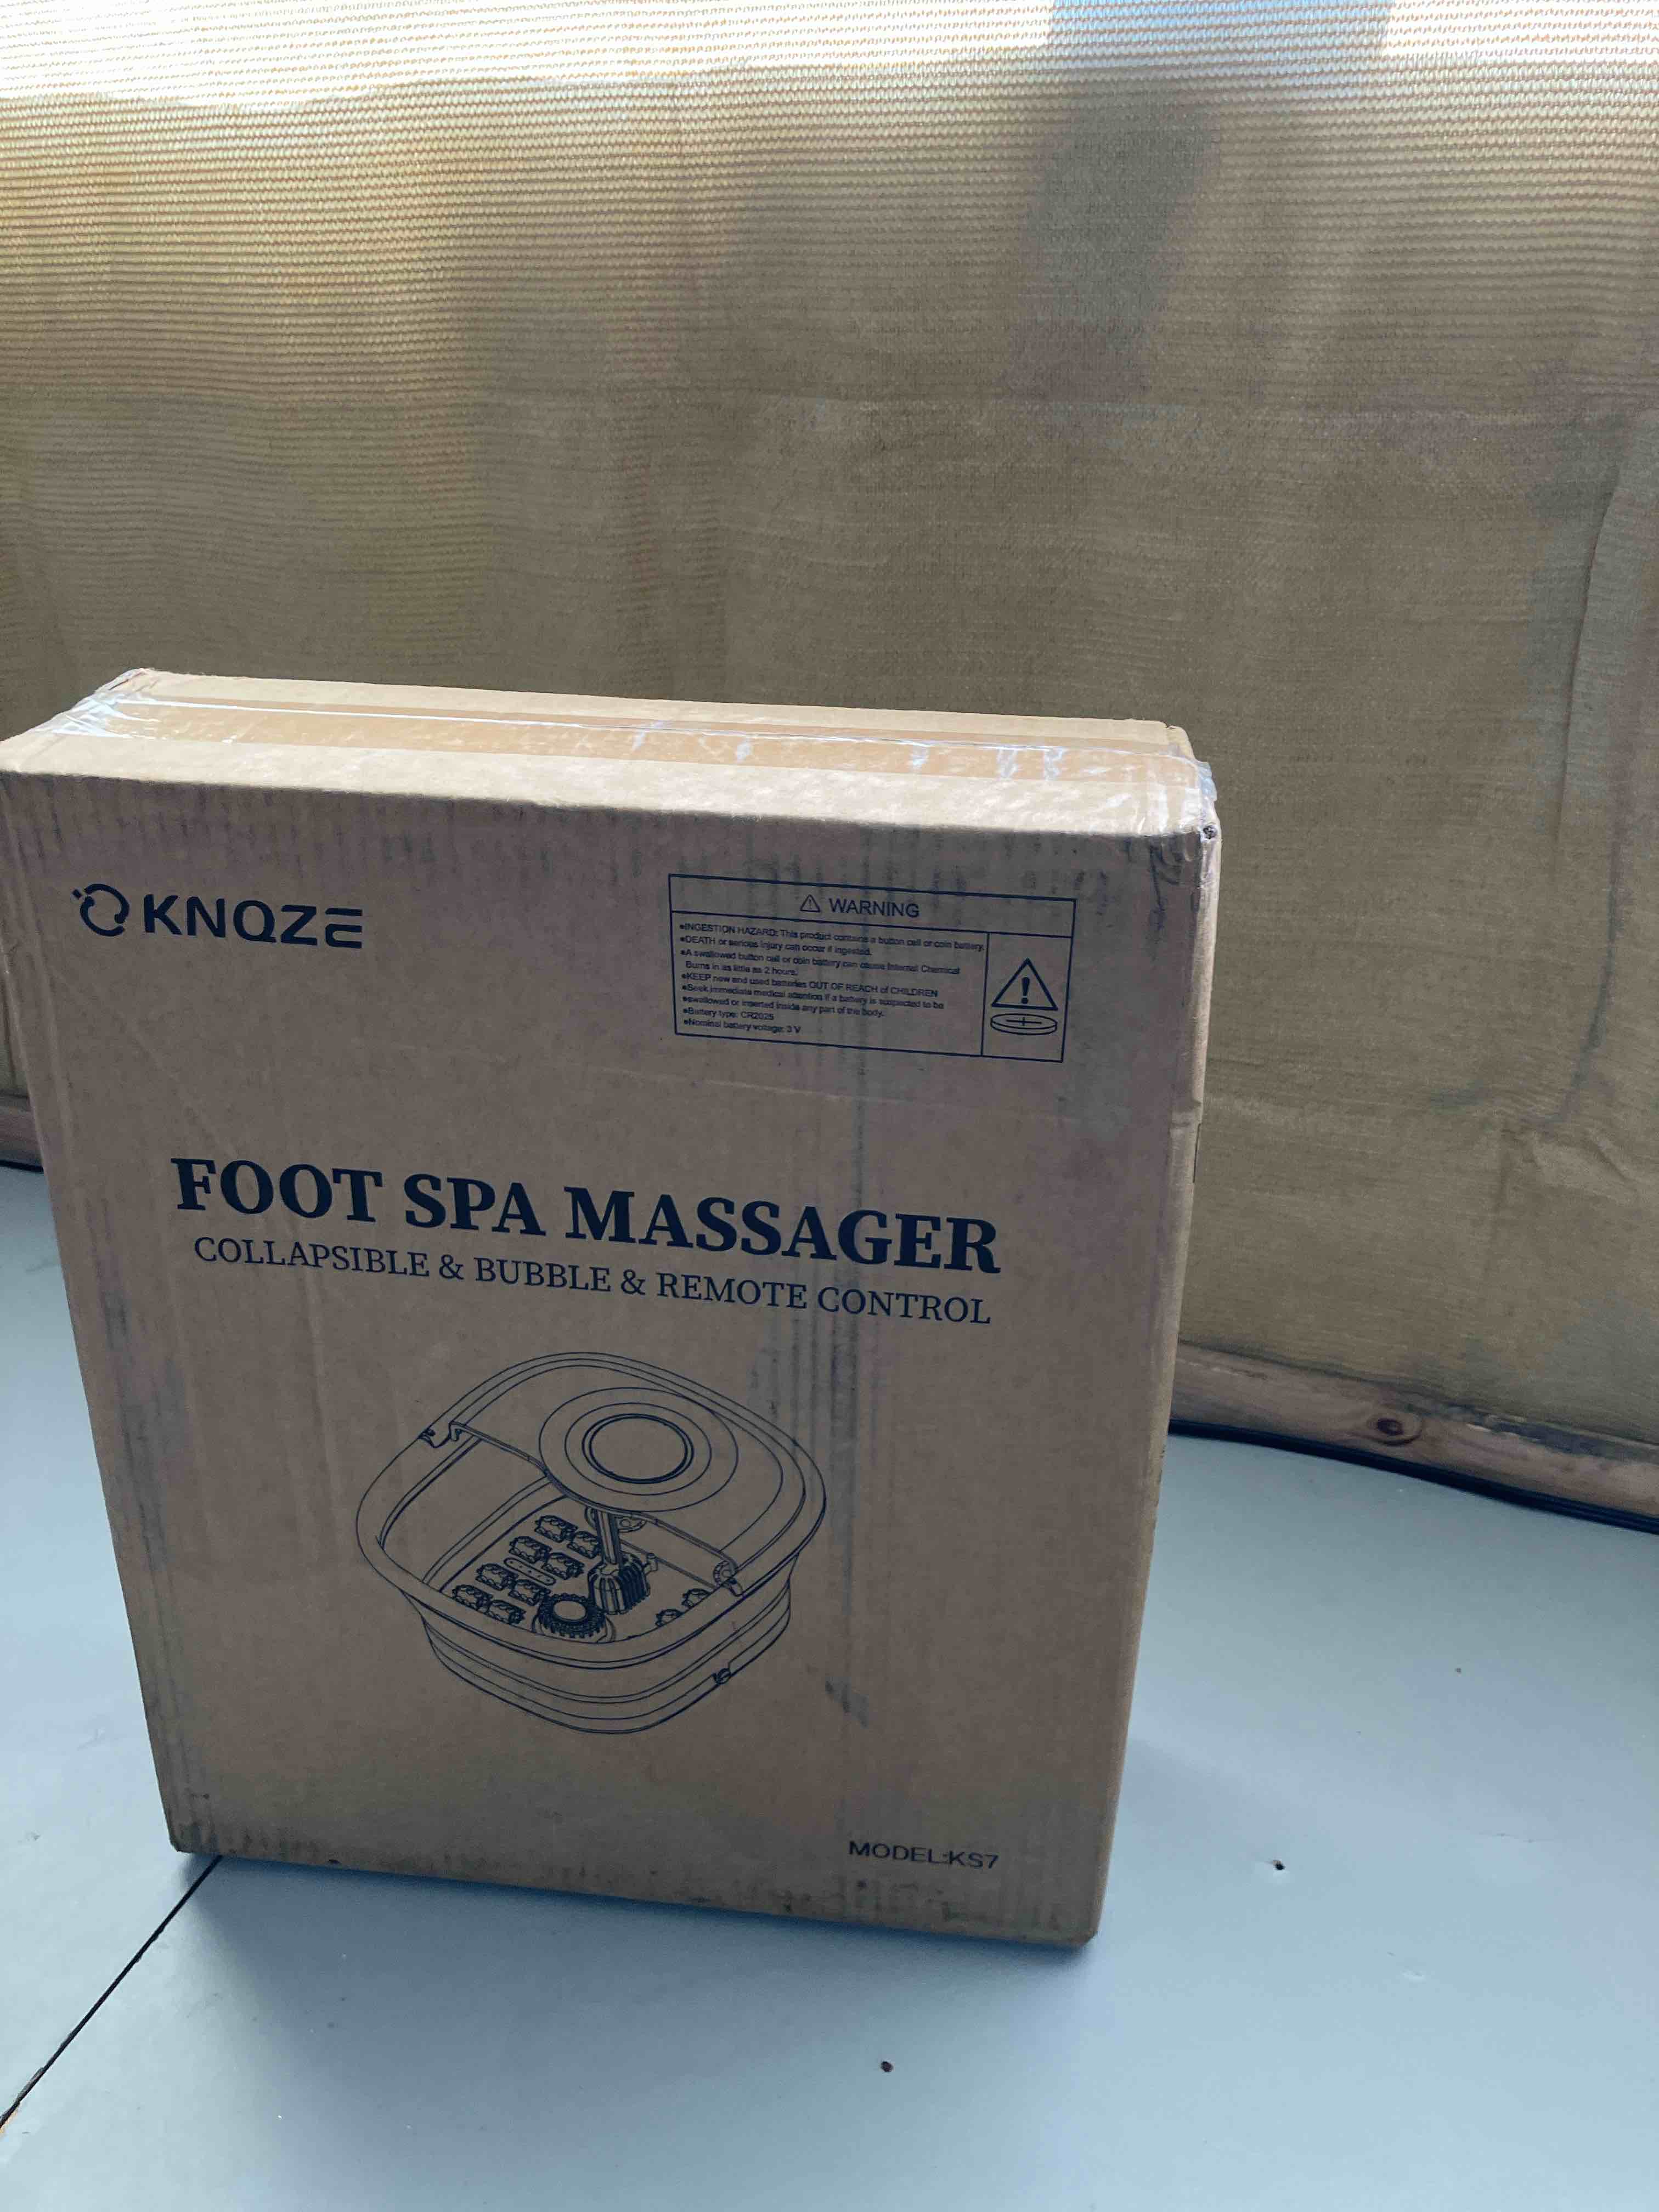 KNQZE
⚠ WARNING
•INGESTION HAZARD: This product contains a button cell or coin battery.
•DEATH or serious injury can occur if ingested.
•A swallowed button cell or coin battery can cause Internal Chemical
Burns in as little as 2 hours.
•KEEP new and used batteries OUT OF REACH of CHILDREN
•Seek immediate medical attention if a battery is suspected to be
•swallowed or inserted inside any part of the body.
•Battery type: CR2025
•Nominal battery voltage: 3 V
FOOT SPA MASSAGER
COLLAPSIBLE & BUBBLE & REMOTE CONTROL
MODEL:KS7